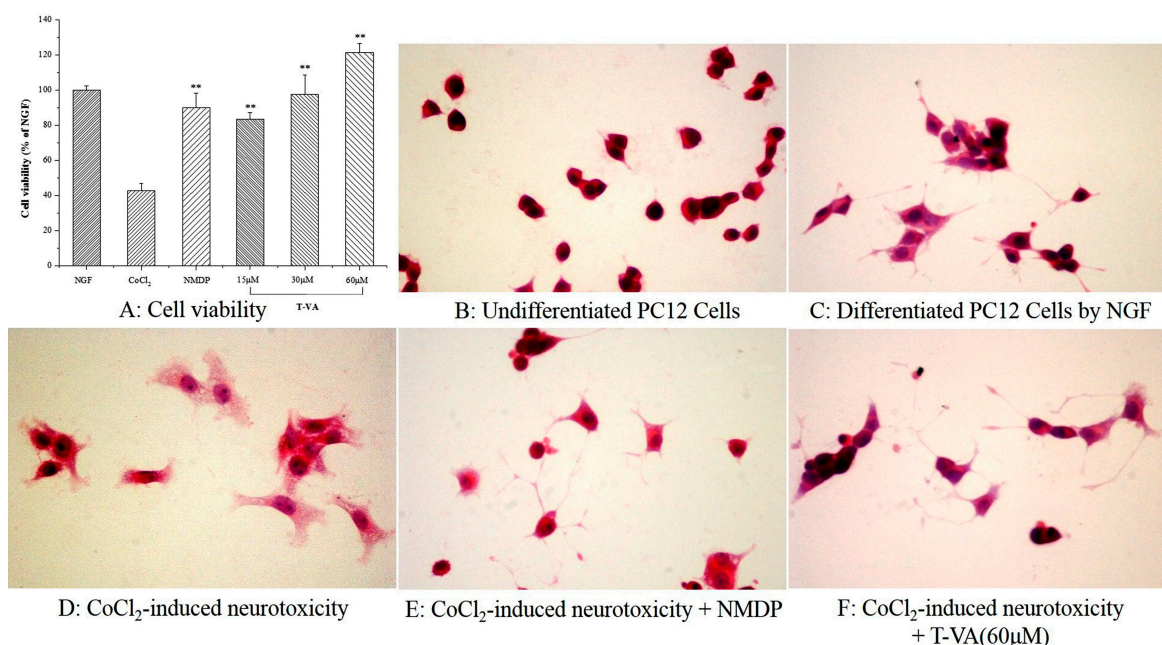 140
120
100
80
60
40
20
0
Cell viability (% of NGF)
**
**
**
**
NGF
CoCl₂
NMDP
15μM
30μM
60μM
T-VA
A: Cell viability
B: Undifferentiated PC12 Cells
C: Differentiated PC12 Cells by NGF
D: CoCl₂-induced neurotoxicity
E: CoCl₂-induced neurotoxicity + NMDP
F: CoCl₂-induced neurotoxicity
+ T-VA(60μM)